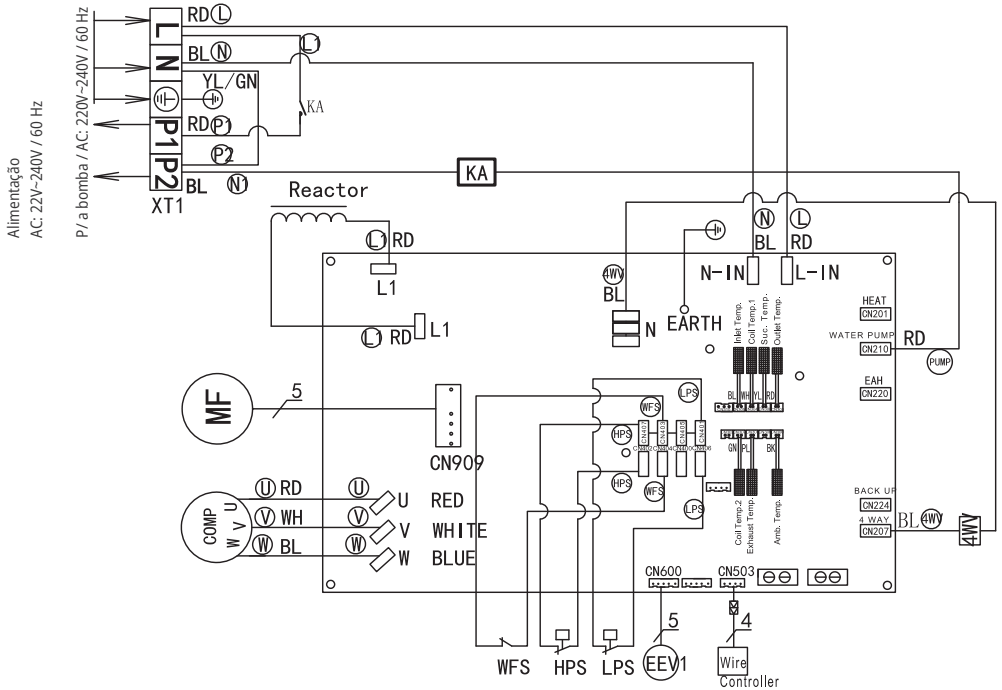 Alimentação
AC: 22V~240V / 60 Hz
P/ a bomba / AC: 220V~240V / 60 Hz
L
N
P1
P2
XT1
RD L
L1
BL N
YL/GN
KA
RD P1
P2
BL N1
KA
Reactor
L1 RD
L1
L1 RD
L1
4WV
BL
N
EARTH
N
BL
L
RD
N-IN
L-IN
Inlet Temp.
Coil Temp.1
Suc. Temp.
Outlet Temp.
BL
WH
YL
RD
HEAT
CN201
WATER PUMP
CN210
RD
PUMP
EAH
CN220
MF
5
CN909
WFS
LPS
HPS
CN403
CN405
CN401
HPS
WFS
LPS
GN
PL
BK
Coil Temp.2
Exhaust Temp.
Amb. Temp.
BACK UP
CN224
4 WAY
CN207
BL 4WV
4WV
COMP
U
V
W
U RD
U
U RED
V WH
V
V WHITE
W BL
W
W BLUE
CN600
CN503
5
4
WFS
HPS
LPS
EEV1
Wire
Controller